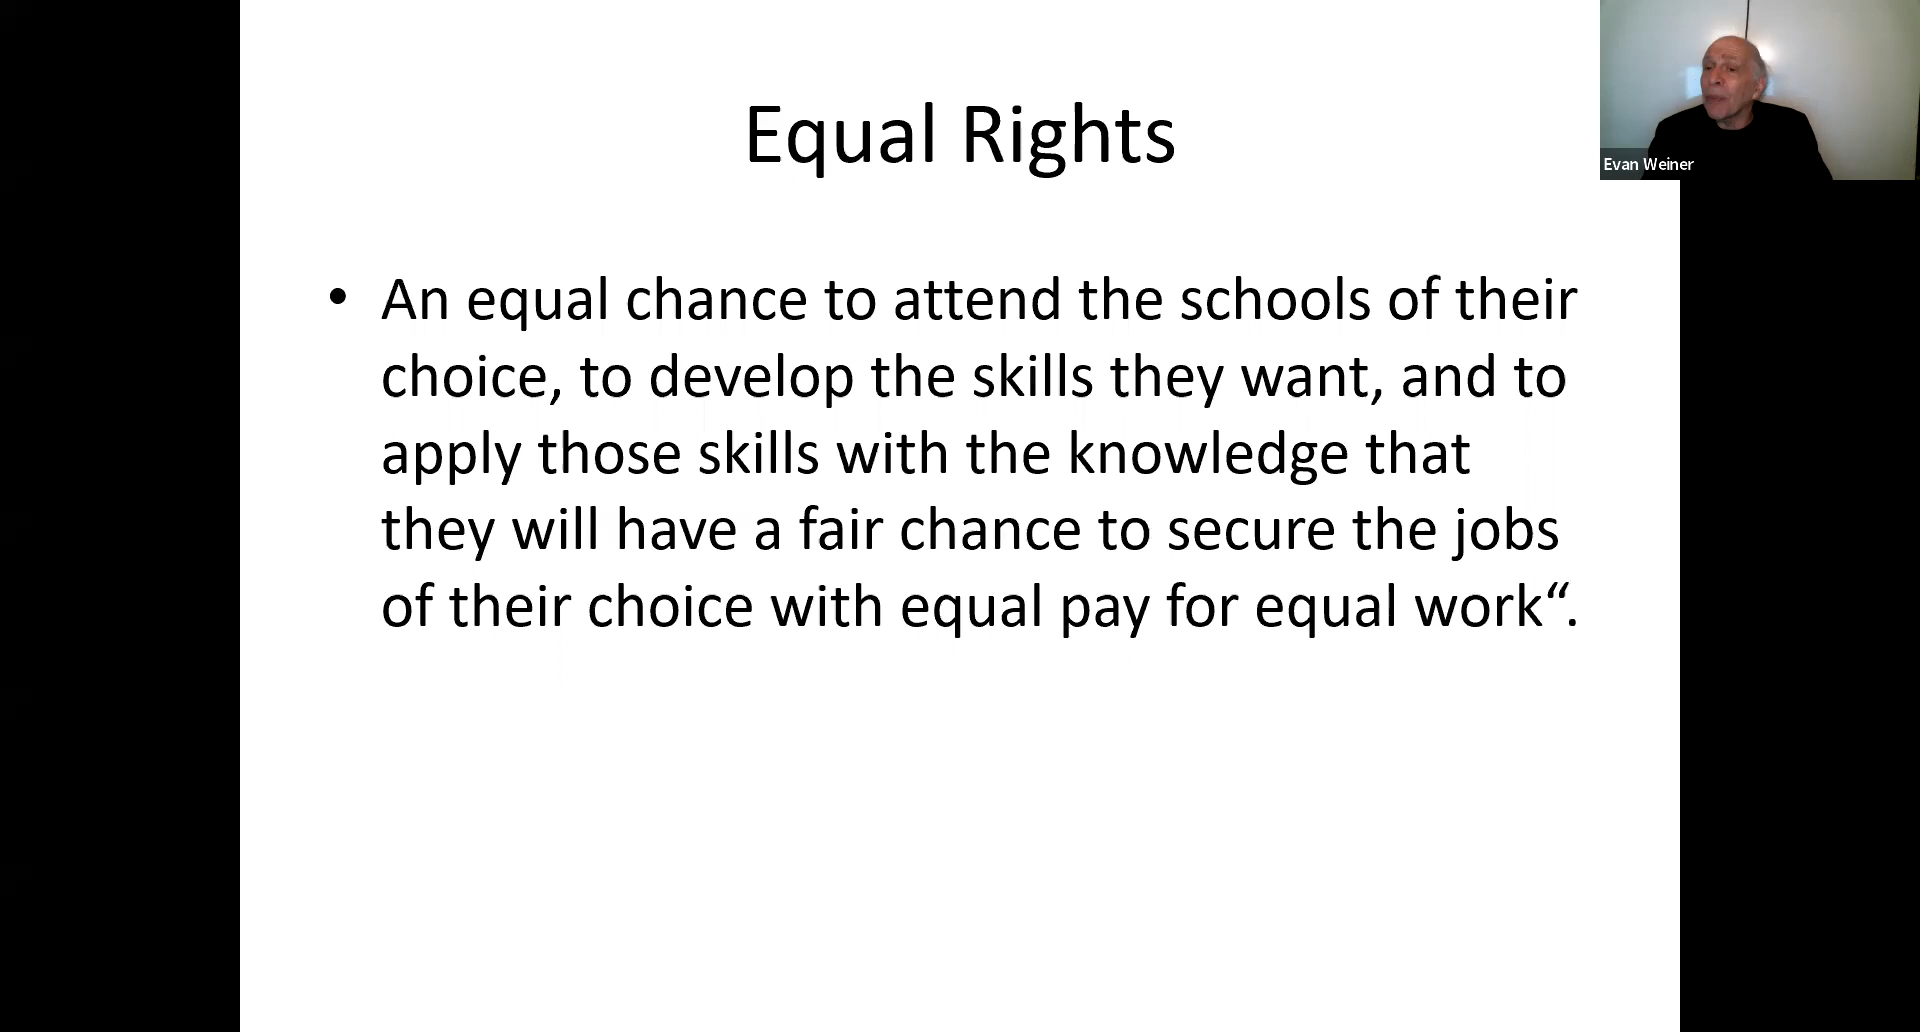 Equal Rights
Evan Weiner
• An equal chance to attend the schools of their
choice, to develop the skills they want, and to
apply those skills with the knowledge that
they will have a fair chance to secure the jobs
of their choice with equal pay for equal work“.